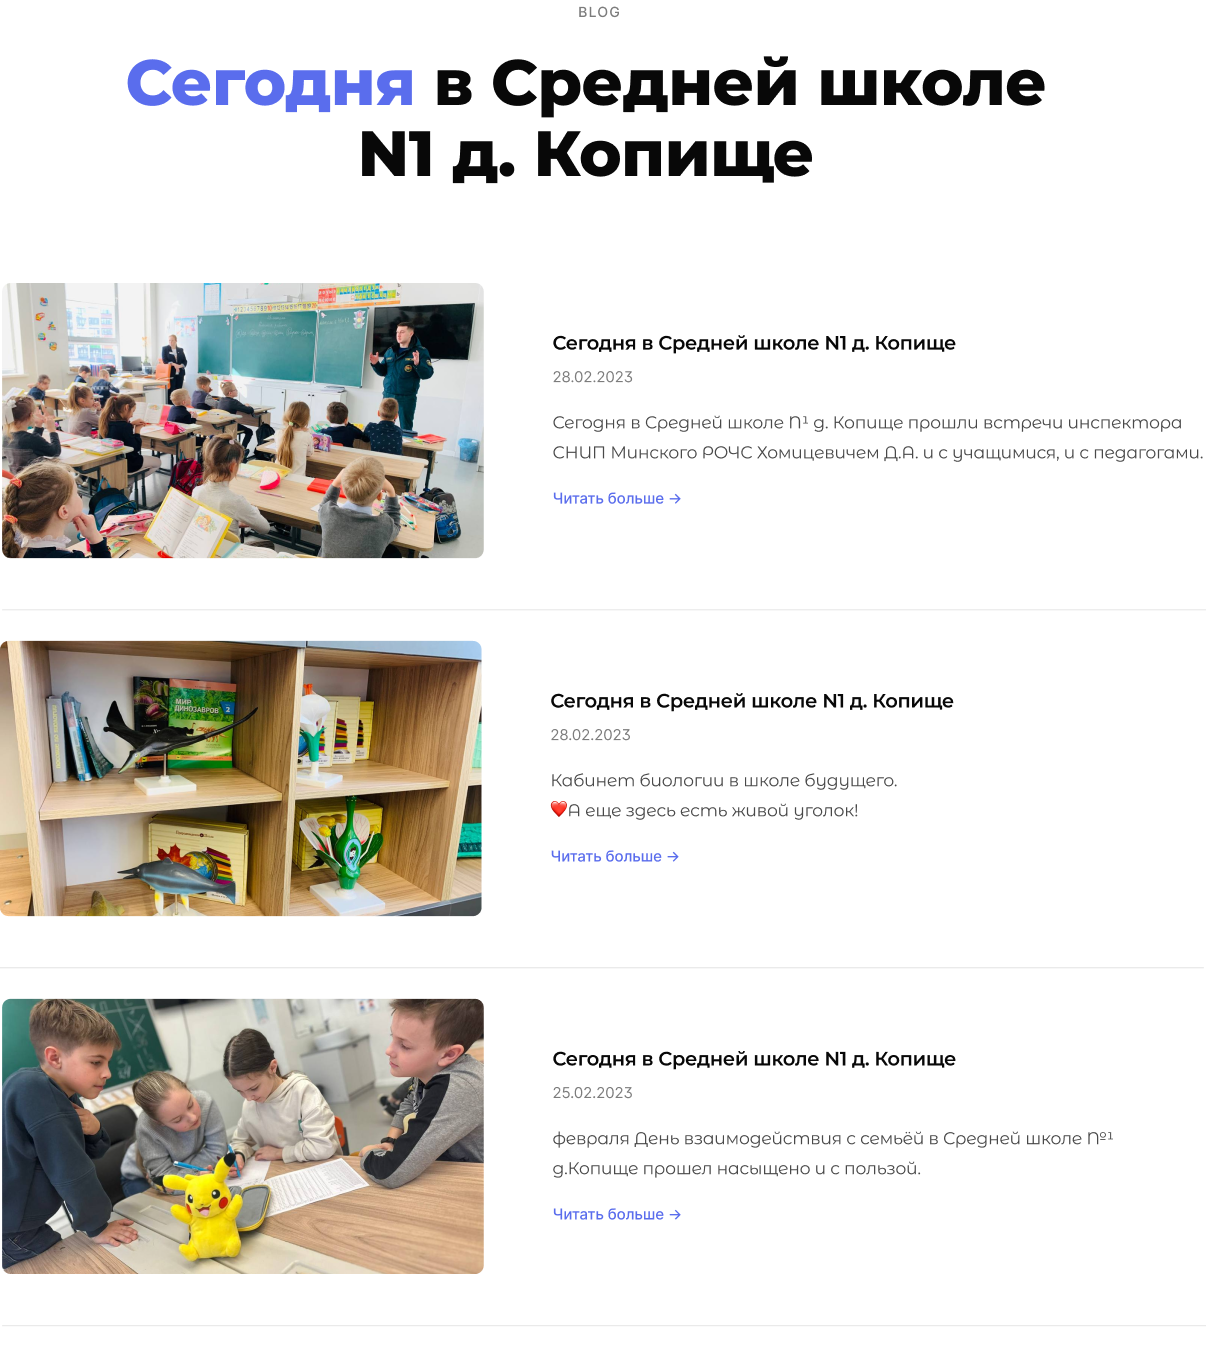 BLOG
Сегодня в Средней школе
N1 д. Копище
Сегодня в Средней школе N1 д. Копище
28.02.2023
Сегодня в Средней школе N¹ д. Копище прошли встречи инспектора
СНИП Минского РОЧС Хомицевичем Д.А. и с учащимися, и с педагогами.
Читать больше →
МИР
ДИНОЗАВРОВ
2
Сегодня в Средней школе N1 д. Копище
28.02.2023
Кабинет биологии в школе будущего.
❤️А еще здесь есть живой уголок!
Читать больше →
Сегодня в Средней школе N1 д. Копище
25.02.2023
февраля День взаимодействия с семьёй в Средней школе №¹
д.Копище прошел насыщено и с пользой.
Читать больше →